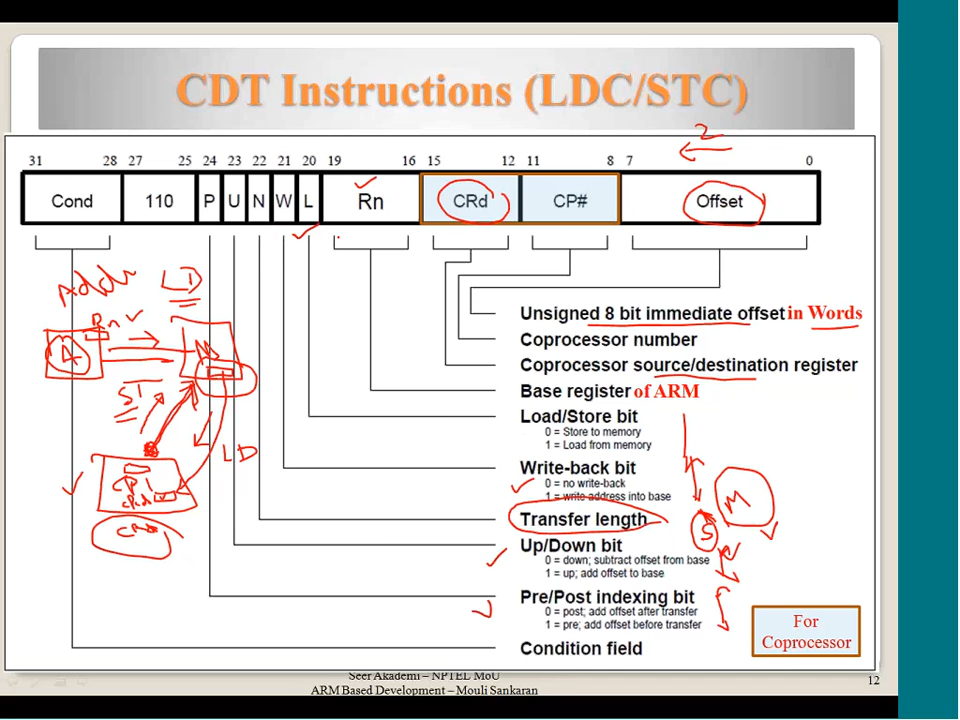 CDT Instructions (LDC/STC)
2
31 28 27 25 24 23 22 21 20 19 16 15 12 11 8 7 0
Cond 110 P U N W L Rn CRd CP# Offset
Addr LD
Rn
A M
ST
LD
CP1
CRd
Unsigned 8 bit immediate offset in Words
Coprocessor number
Coprocessor source/destination register
Base register of ARM
Load/Store bit
0 = Store to memory
1 = Load from memory
Write-back bit
0 = no write-back
1 = write address into base
M
Transfer length
S
Up/Down bit
0 = down; subtract offset from base
1 = up; add offset to base
Pre/Post indexing bit
0 = post; add offset after transfer
1 = pre; add offset before transfer
Condition field
For
Coprocessor
Seer Akademi – NPTEL MoU
ARM Based Development – Mouli Sankaran
12